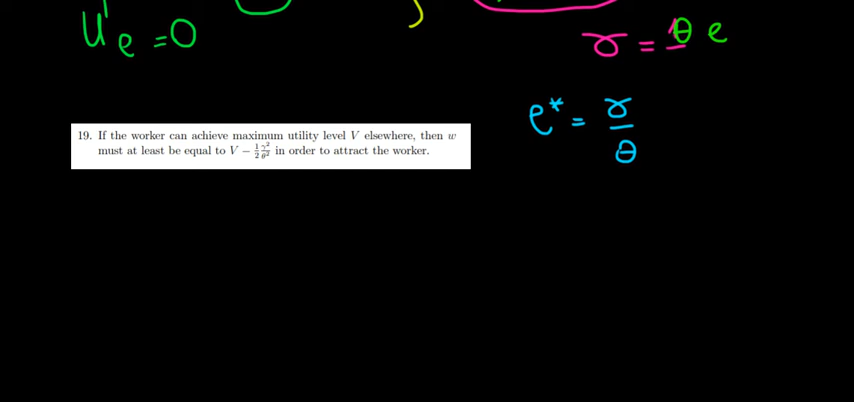 U'e = 0
γ = θ e
e* = γ/θ
19. If the worker can achieve maximum utility level V elsewhere, then w
must at least be equal to V − 1/2 γ²/θ² in order to attract the worker.